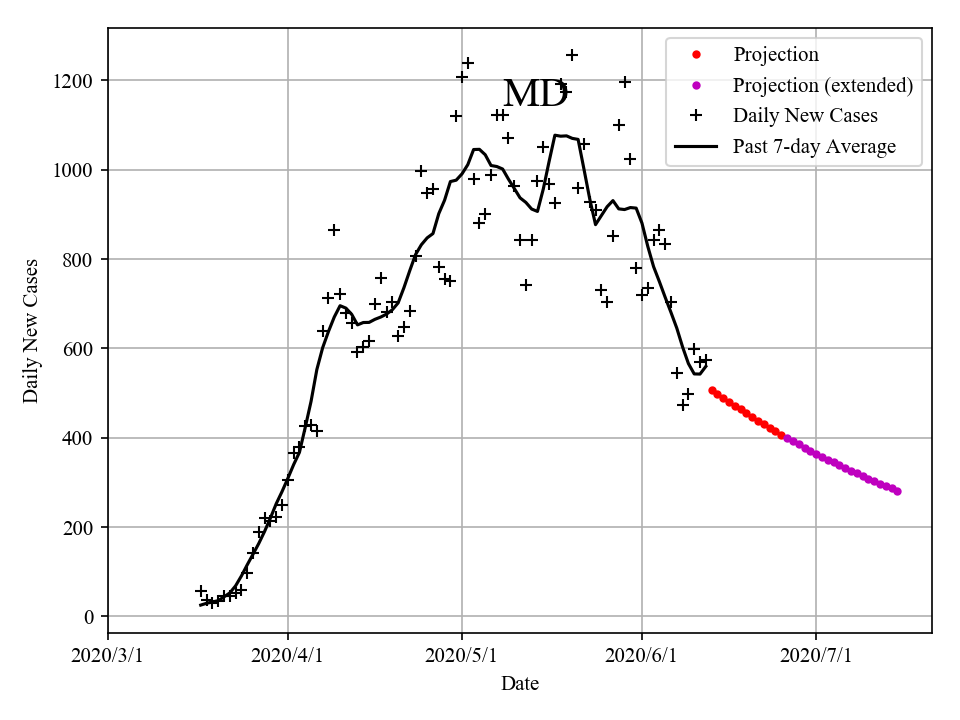 MD
Projection
Projection (extended)
Daily New Cases
Past 7-day Average
Daily New Cases
1200
1000
800
600
400
200
0
2020/3/1
2020/4/1
2020/5/1
2020/6/1
2020/7/1
Date